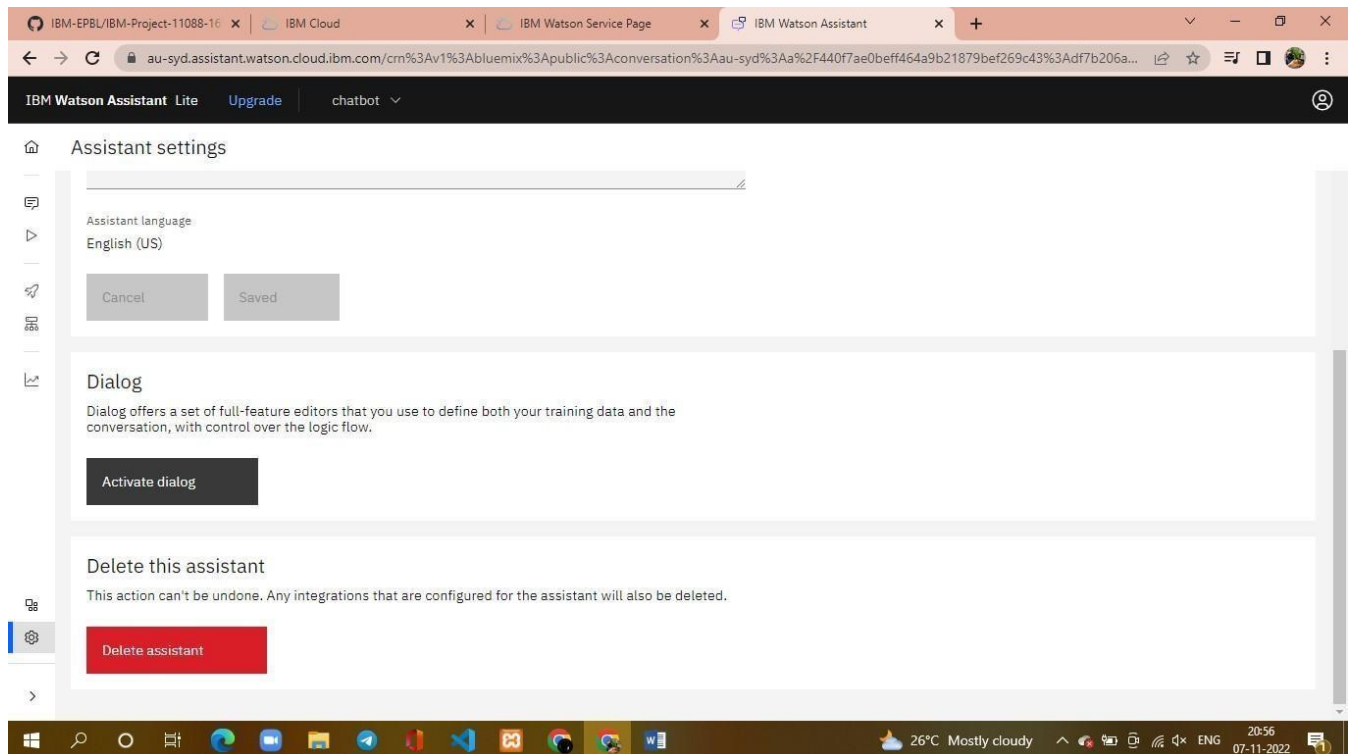 IBM-EPBL/IBM-Project-11088-16
IBM Cloud
IBM Watson Service Page
IBM Watson Assistant
au-syd.assistant.watson.cloud.ibm.com/crn%3Av1%3Abluemix%3Apublic%3Aconversation%3Aau-syd%3Aa%2F440f7ae0beff464a9b21879bef269c43%3Adf7b206a...
IBM Watson Assistant Lite Upgrade chatbot
Assistant settings
Assistant language
English (US)
Cancel Saved
Dialog
Dialog offers a set of full-feature editors that you use to define both your training data and the
conversation, with control over the logic flow.
Activate dialog
Delete this assistant
This action can't be undone. Any integrations that are configured for the assistant will also be deleted.
Delete assistant
26°C Mostly cloudy ENG 20:56
07-11-2022 1